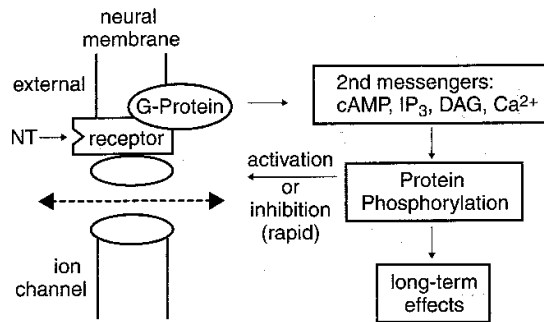 neural
membrane
external
G-Protein
NT
receptor
ion
channel
2nd messengers:
cAMP, IP₃, DAG, Ca²⁺
activation
or
inhibition
(rapid)
Protein
Phosphorylation
long-term
effects